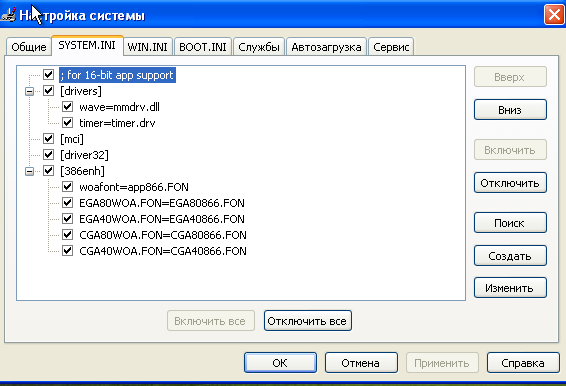 Настройка системы
Общие SYSTEM.INI WIN.INI BOOT.INI Службы Автозагрузка Сервис
; for 16-bit app support
[drivers]
wave=mmdrv.dll
timer=timer.drv
[mci]
[driver32]
[386enh]
woafont=app866.FON
EGA80WOA.FON=EGA80866.FON
EGA40WOA.FON=EGA40866.FON
CGA80WOA.FON=CGA80866.FON
CGA40WOA.FON=CGA40866.FON
Вверх
Вниз
Включить
Отключить
Поиск
Создать
Изменить
Включить все Отключить все
OK Отмена Применить Справка